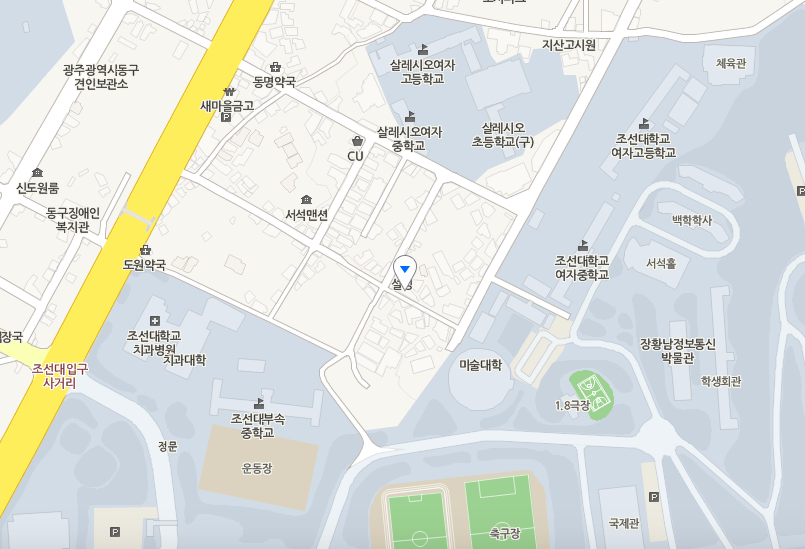 지산고시원
체육관
광주광역시동구
견인보관소
동명약국
살레시오여자
고등학교
새마을금고
P
살레시오여자
중학교
살레시오
초등학교(구)
조선대학교
여자고등학교
CU
신도원룸
서석맨션
동구장애인
복지관
백학학사
P
도원약국
조선대학교
여자중학교
서석홀
조선대학교
치과병원
치과대학
장황남정보통신
박물관
미술대학
조선대입구
사거리
학생회관
1.8극장
조선대부속
중학교
정문
운동장
P
국제관
축구장
P